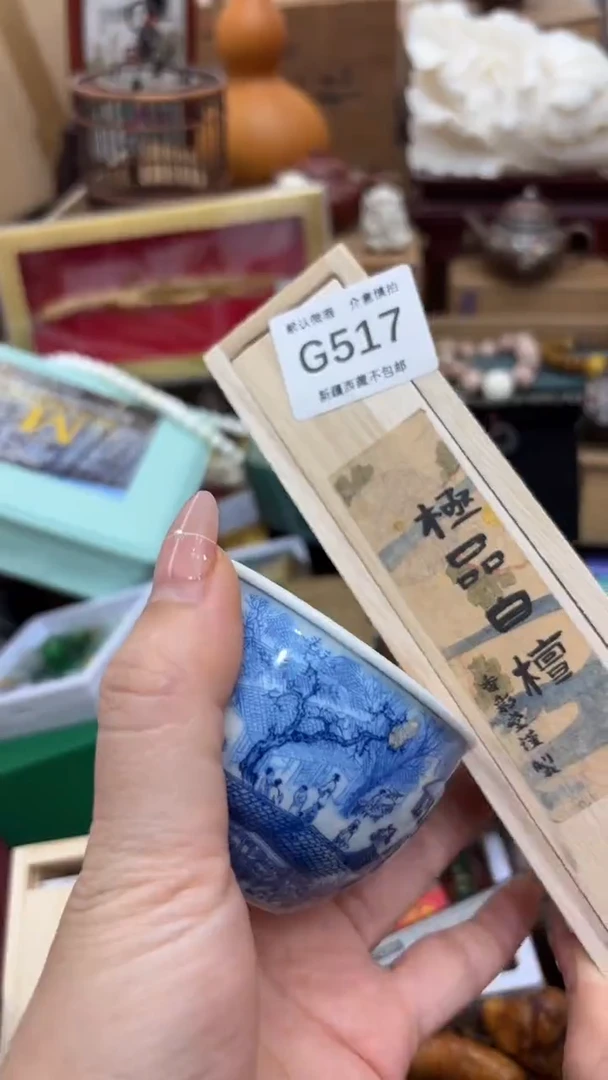 默认微瑕 介意慎拍
G517
新疆西藏不包邮
極品白檀
M